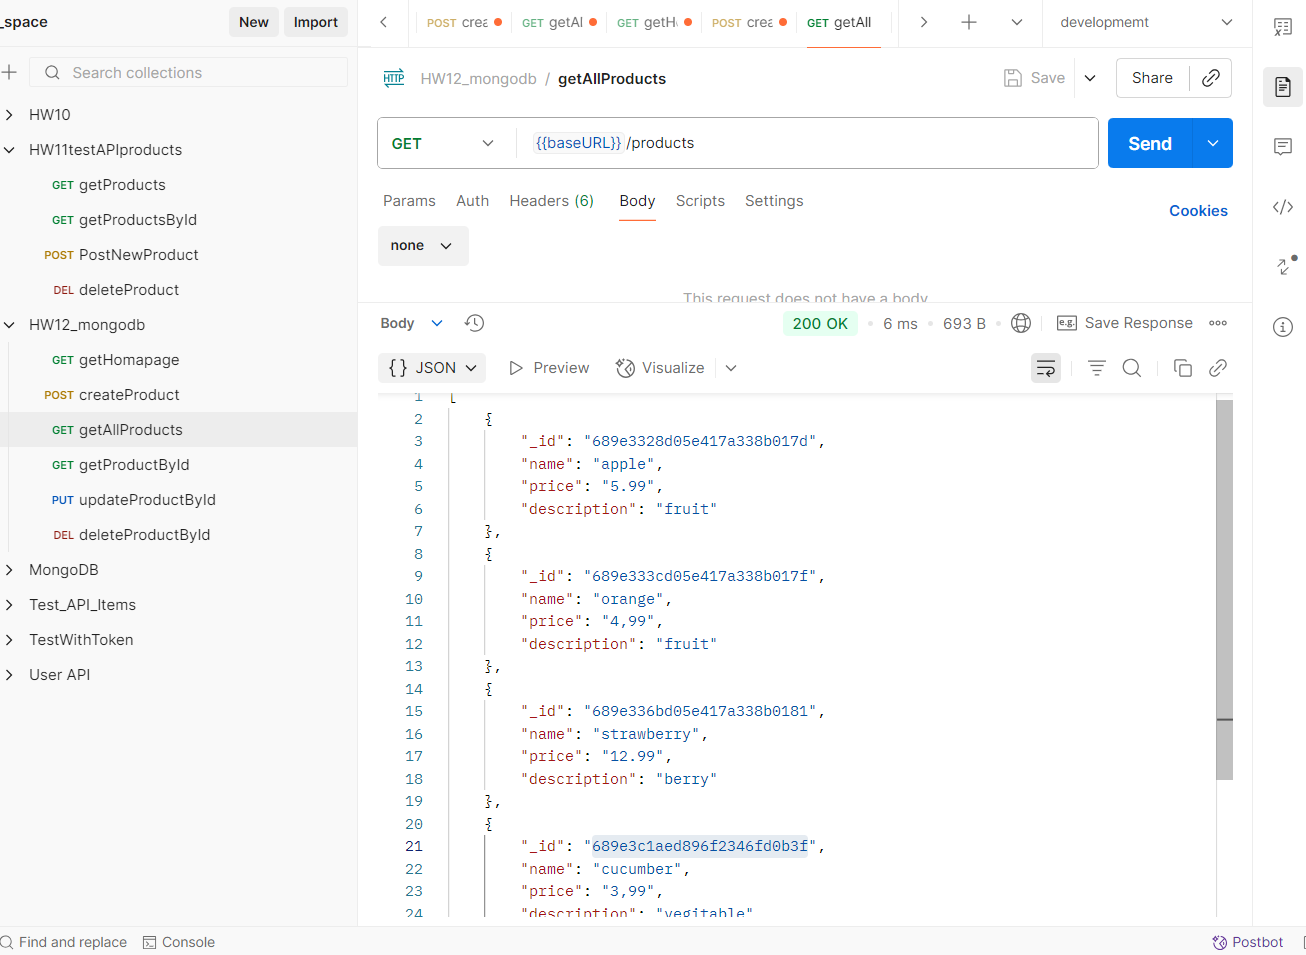 _space
New
Import
POST crea
GET getAl
GET getH
POST crea
GET getAll
developmemt
Search collections
HTTP
HW12_mongodb / getAllProducts
Save
Share
HW10
HW11testAPIproducts
GET getProducts
GET getProductsById
POST PostNewProduct
DEL deleteProduct
HW12_mongodb
GET getHomapage
POST createProduct
GET getAllProducts
GET getProductById
PUT updateProductById
DEL deleteProductById
MongoDB
Test_API_Items
TestWithToken
User API
GET
{{baseURL}} /products
Send
Params
Auth
Headers (6)
Body
Scripts
Settings
Cookies
none
This request does not have a body
Body
200 OK
6 ms
693 B
e.g. Save Response
{} JSON
Preview
Visualize
1 [
2 {
3 "_id": "689e3328d05e417a338b017d",
4 "name": "apple",
5 "price": "5.99",
6 "description": "fruit"
7 },
8 {
9 "_id": "689e333cd05e417a338b017f",
10 "name": "orange",
11 "price": "4,99",
12 "description": "fruit"
13 },
14 {
15 "_id": "689e336bd05e417a338b0181",
16 "name": "strawberry",
17 "price": "12.99",
18 "description": "berry"
19 },
20 {
21 "_id": "689e3c1aed896f2346fd0b3f",
22 "name": "cucumber",
23 "price": "3,99",
24 "description": "vegitable"
Find and replace
Console
Postbot